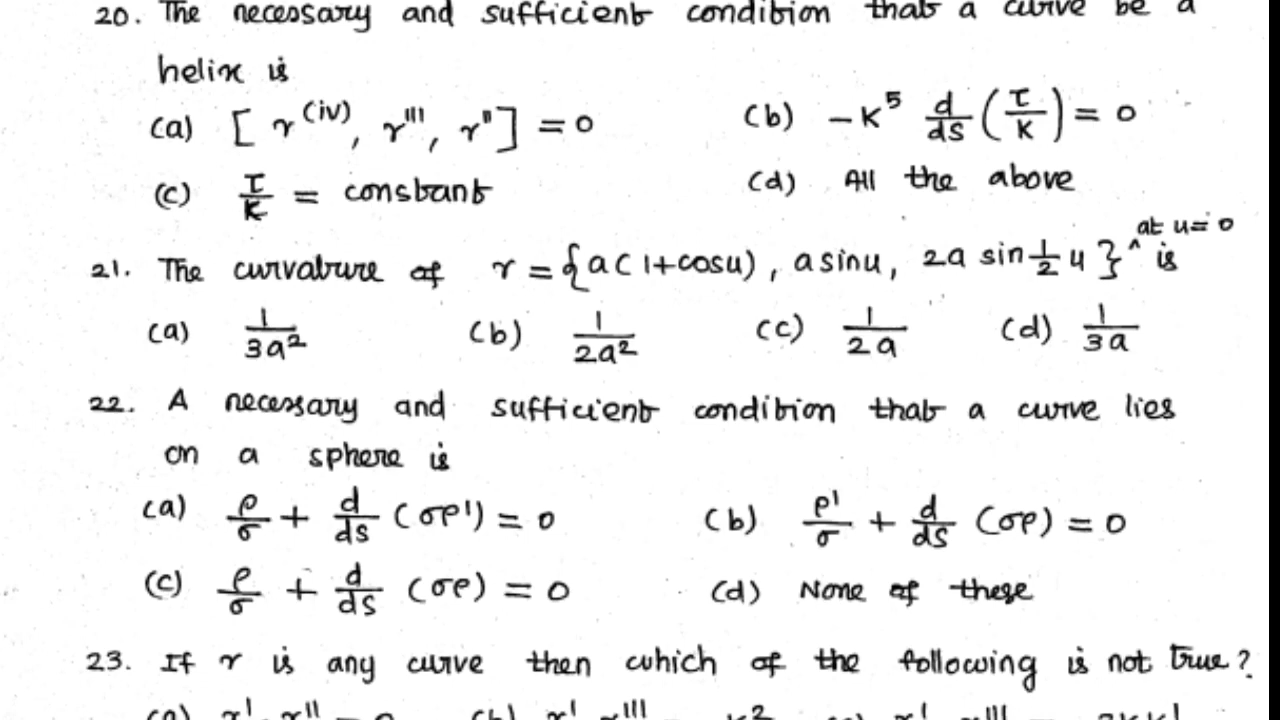 20. The necessary and sufficient condition that a curve be a
helix is
(a) [r^(iv), r''', r''] = 0 (b) -K^5 d/ds (τ/K) = 0
(c) τ/K = constant (d) All the above
21. The curvature of r = {a(1+cosu), asinu, 2a sin 1/2 u} ^ at u=0 is
(a) 1/3a² (b) 1/2a² (c) 1/2a (d) 1/3a
22. A necessary and sufficient condition that a curve lies
on a sphere is
(a) ρ/σ + d/ds (σρ') = 0 (b) ρ'/σ + d/ds (σρ) = 0
(c) ρ/σ + d/ds (σρ) = 0 (d) None of these
23. If r is any curve then which of the following is not true?